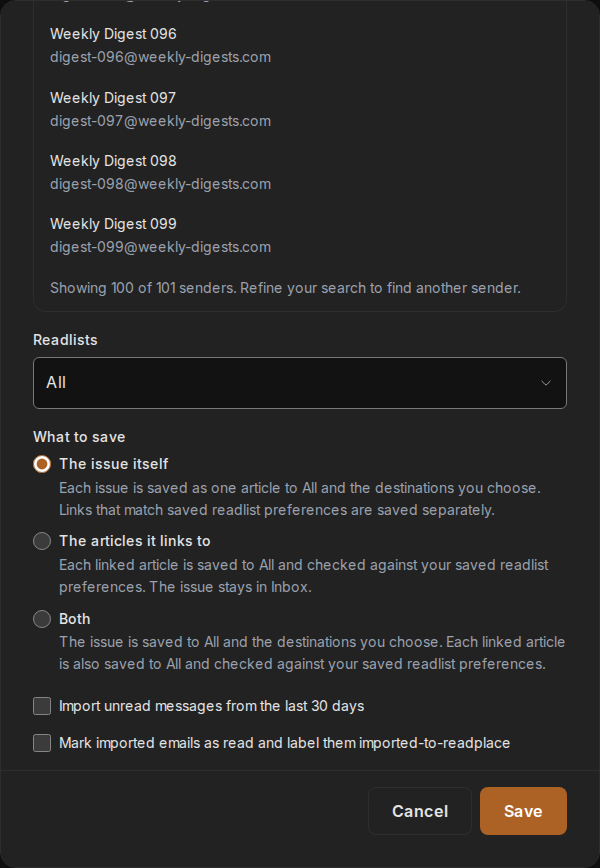 Weekly Digest 096
digest-096@weekly-digests.com
Weekly Digest 097
digest-097@weekly-digests.com
Weekly Digest 098
digest-098@weekly-digests.com
Weekly Digest 099
digest-099@weekly-digests.com
Showing 100 of 101 senders. Refine your search to find another sender.
Readlists
All
What to save
The issue itself
Each issue is saved as one article to All and the destinations you choose.
Links that match saved readlist preferences are saved separately.
The articles it links to
Each linked article is saved to All and checked against your saved readlist
preferences. The issue stays in Inbox.
Both
The issue is saved to All and the destinations you choose. Each linked article
is also saved to All and checked against your saved readlist preferences.
Import unread messages from the last 30 days
Mark imported emails as read and label them imported-to-readplace
Cancel
Save